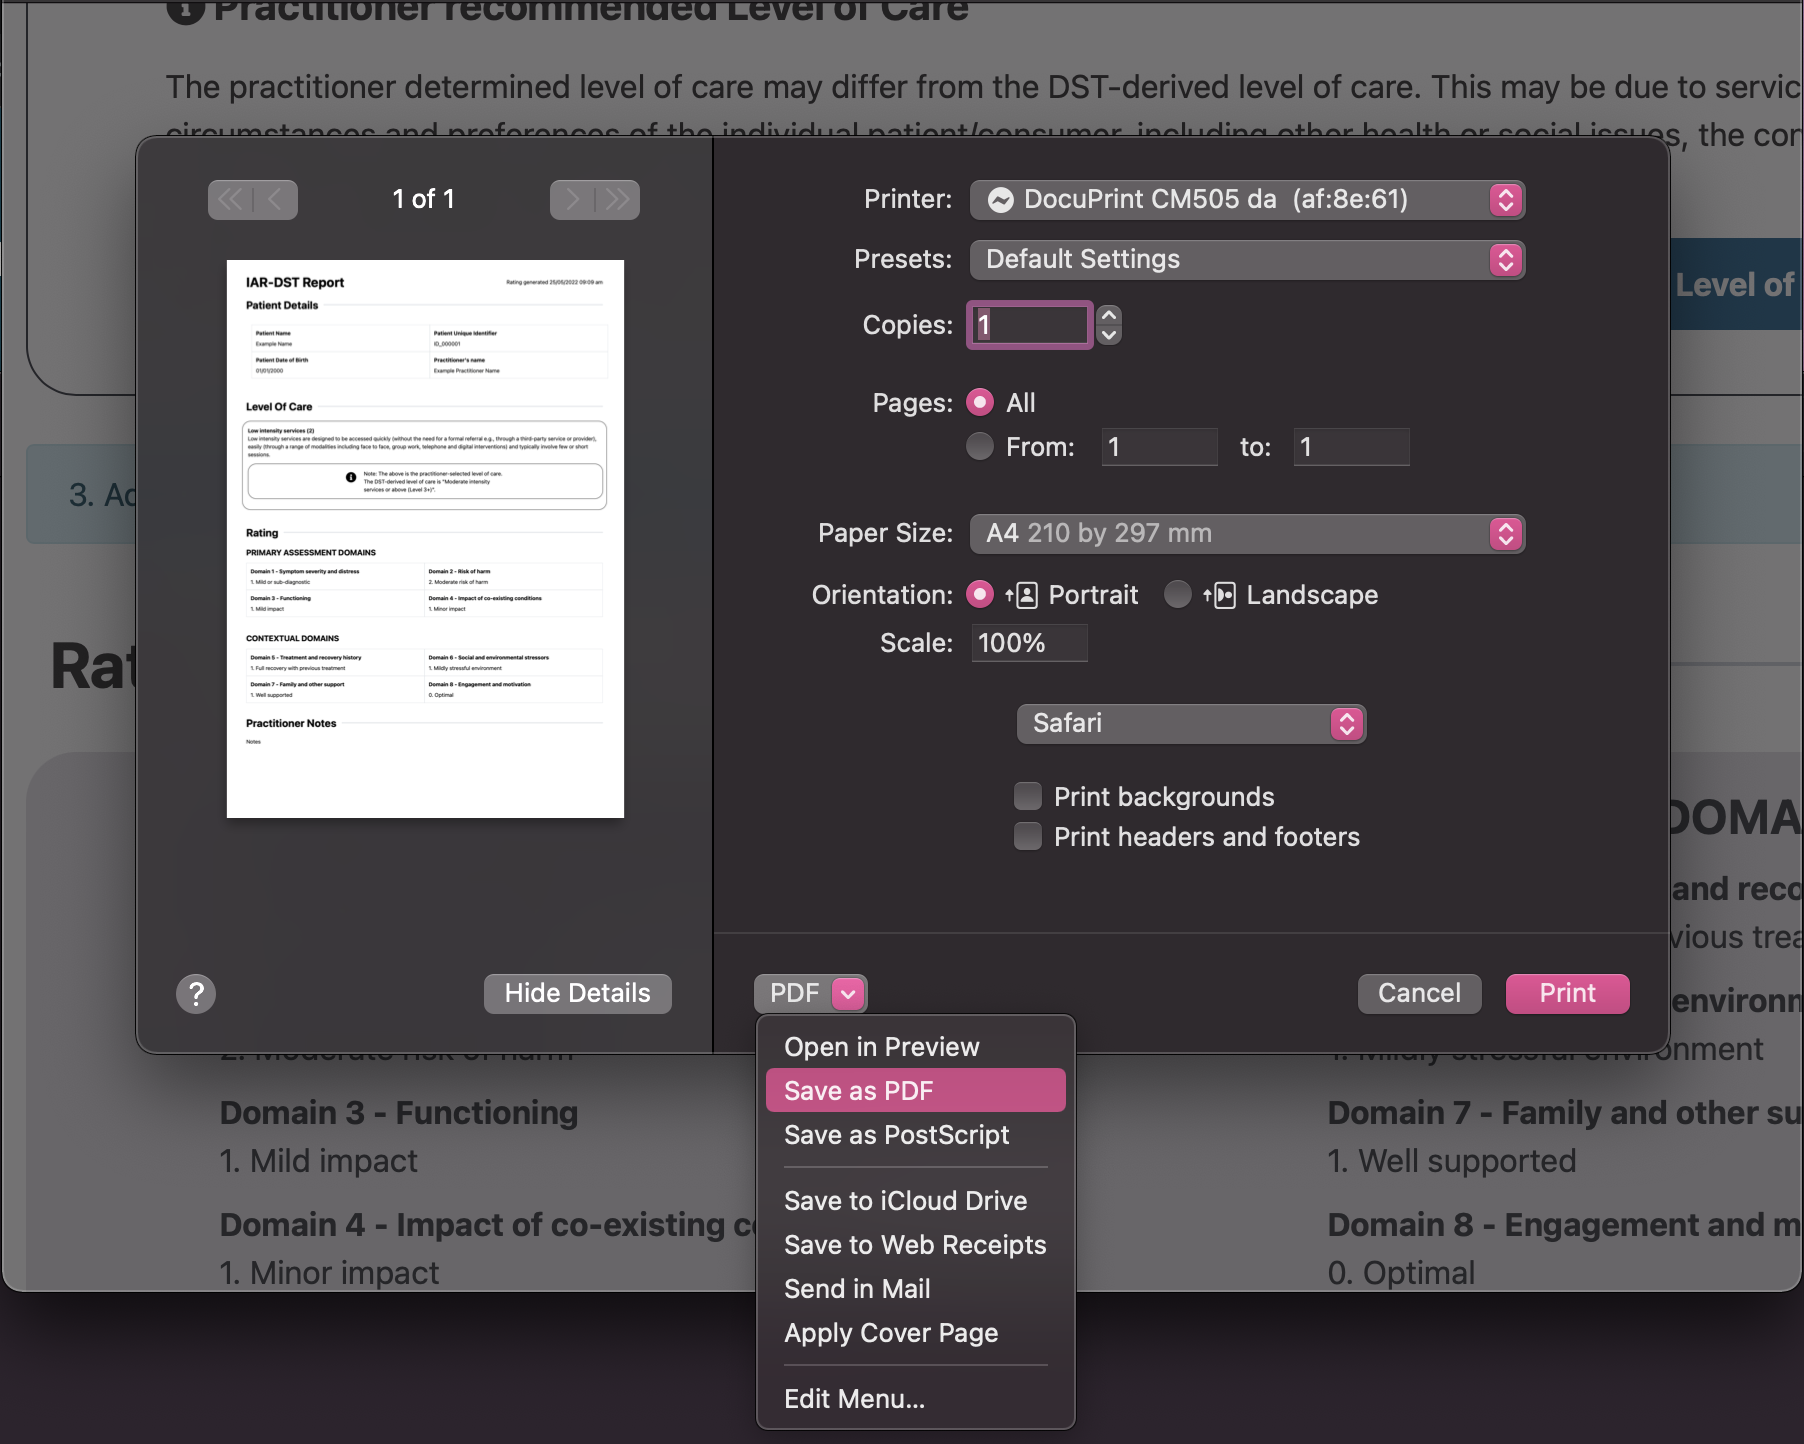 Practitioner recommended Level of Care
The practitioner determined level of care may differ from the DST-derived level of care. This may be due to servic
circumstances and preferences of the individual patient/consumer, including other health or social issues, the con
1 of 1
IAR-DST Report
Rating generated 25/05/2022 09:09 am
Patient Details
Patient Name
Patient Unique Identifier
Example Name
ID_000001
Patient Date of Birth
Practitioner's name
01/01/2000
Example Practitioner Name
Level Of Care
Low intensity services (2)
Low intensity services are designed to be accessed quickly (without the need for a formal referral e.g., through a third-party service or provider),
easily (through a range of modalities including face to face, group work, telephone and digital interventions) and typically involve few or short
sessions.
Note: The above is the practitioner-selected level of care.
The DST-derived level of care is "Moderate intensity
services or above (Level 3+)".
Rating
PRIMARY ASSESSMENT DOMAINS
Domain 1 - Symptom severity and distress
Domain 2 - Risk of harm
1. Mild or sub-diagnostic
2. Moderate risk of harm
Domain 3 - Functioning
Domain 4 - Impact of co-existing conditions
1. Mild impact
1. Minor impact
CONTEXTUAL DOMAINS
Domain 5 - Treatment and recovery history
Domain 6 - Social and environmental stressors
1. Full recovery with previous treatment
1. Mildly stressful environment
Domain 7 - Family and other support
Domain 8 - Engagement and motivation
1. Well supported
0. Optimal
Practitioner Notes
Notes
? Hide Details
Printer: DocuPrint CM505 da (af:8e:61)
Presets: Default Settings
Copies: 1
Pages: All
From: 1 to: 1
Paper Size: A4 210 by 297 mm
Orientation: Portrait Landscape
Scale: 100%
Safari
Print backgrounds
Print headers and footers
PDF Cancel Print
Open in Preview
Save as PDF
Save as PostScript
Save to iCloud Drive
Save to Web Receipts
Send in Mail
Apply Cover Page
Edit Menu...
Level of
3. Ad
Rat
DOMA
and reco
vious trea
environm
2. Moderate risk of harm
1. Mildly stressful environment
Domain 3 - Functioning
1. Mild impact
Domain 4 - Impact of co-existing c
1. Minor impact
Domain 7 - Family and other su
1. Well supported
Domain 8 - Engagement and m
0. Optimal